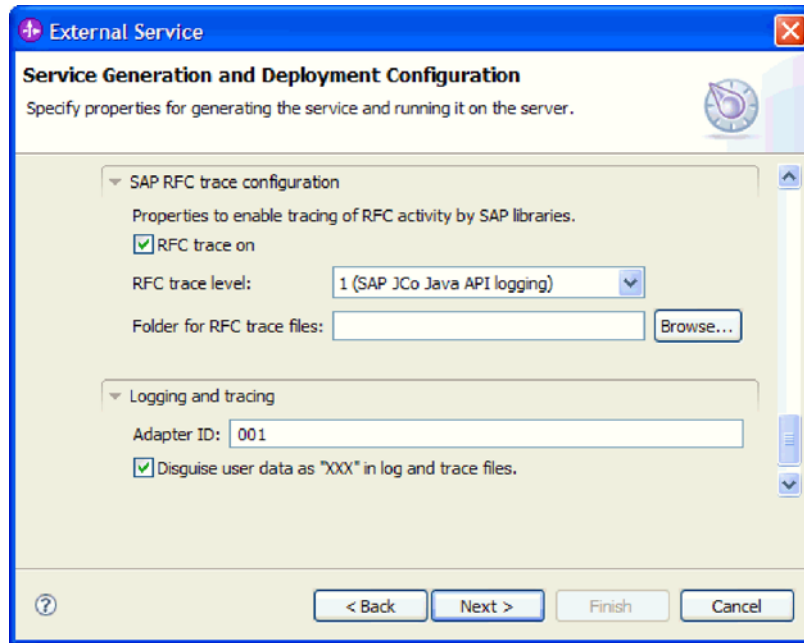 External Service
Service Generation and Deployment Configuration
Specify properties for generating the service and running it on the server.
SAP RFC trace configuration
Properties to enable tracing of RFC activity by SAP libraries.
RFC trace on
RFC trace level: 1 (SAP JCo Java API logging)
Folder for RFC trace files: Browse...
Logging and tracing
Adapter ID: 001
Disguise user data as "XXX" in log and trace files.
? < Back Next > Finish Cancel